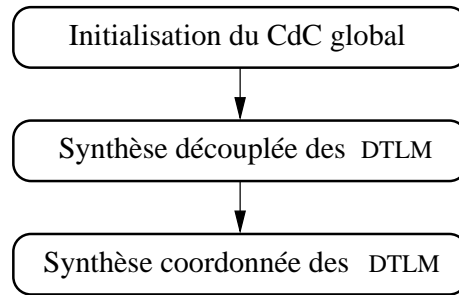 Initialisation du CdC global
Synthèse découplée des DTLM
Synthèse coordonnée des DTLM